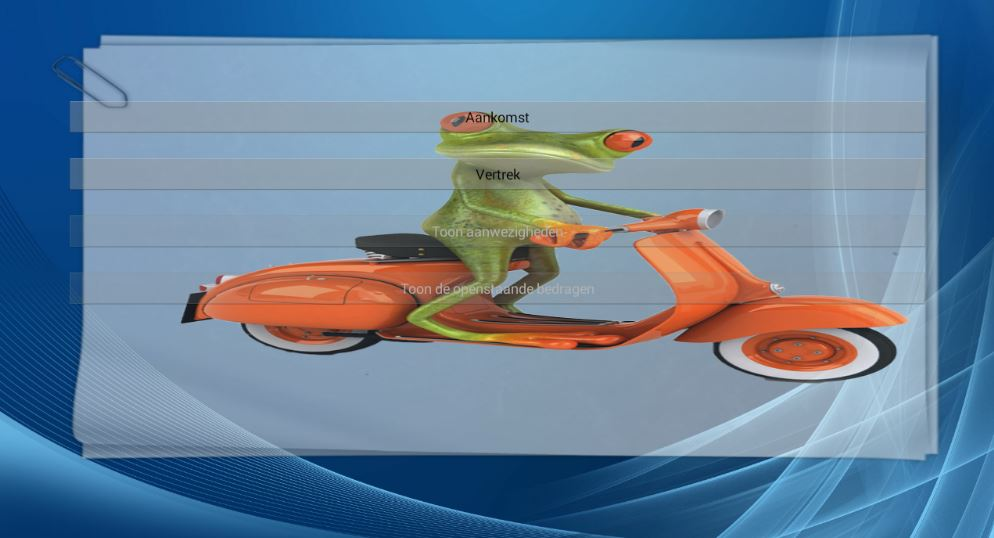 Aankomst
Vertrek
Toon aanwezigheden
Toon de openstaande bedragen